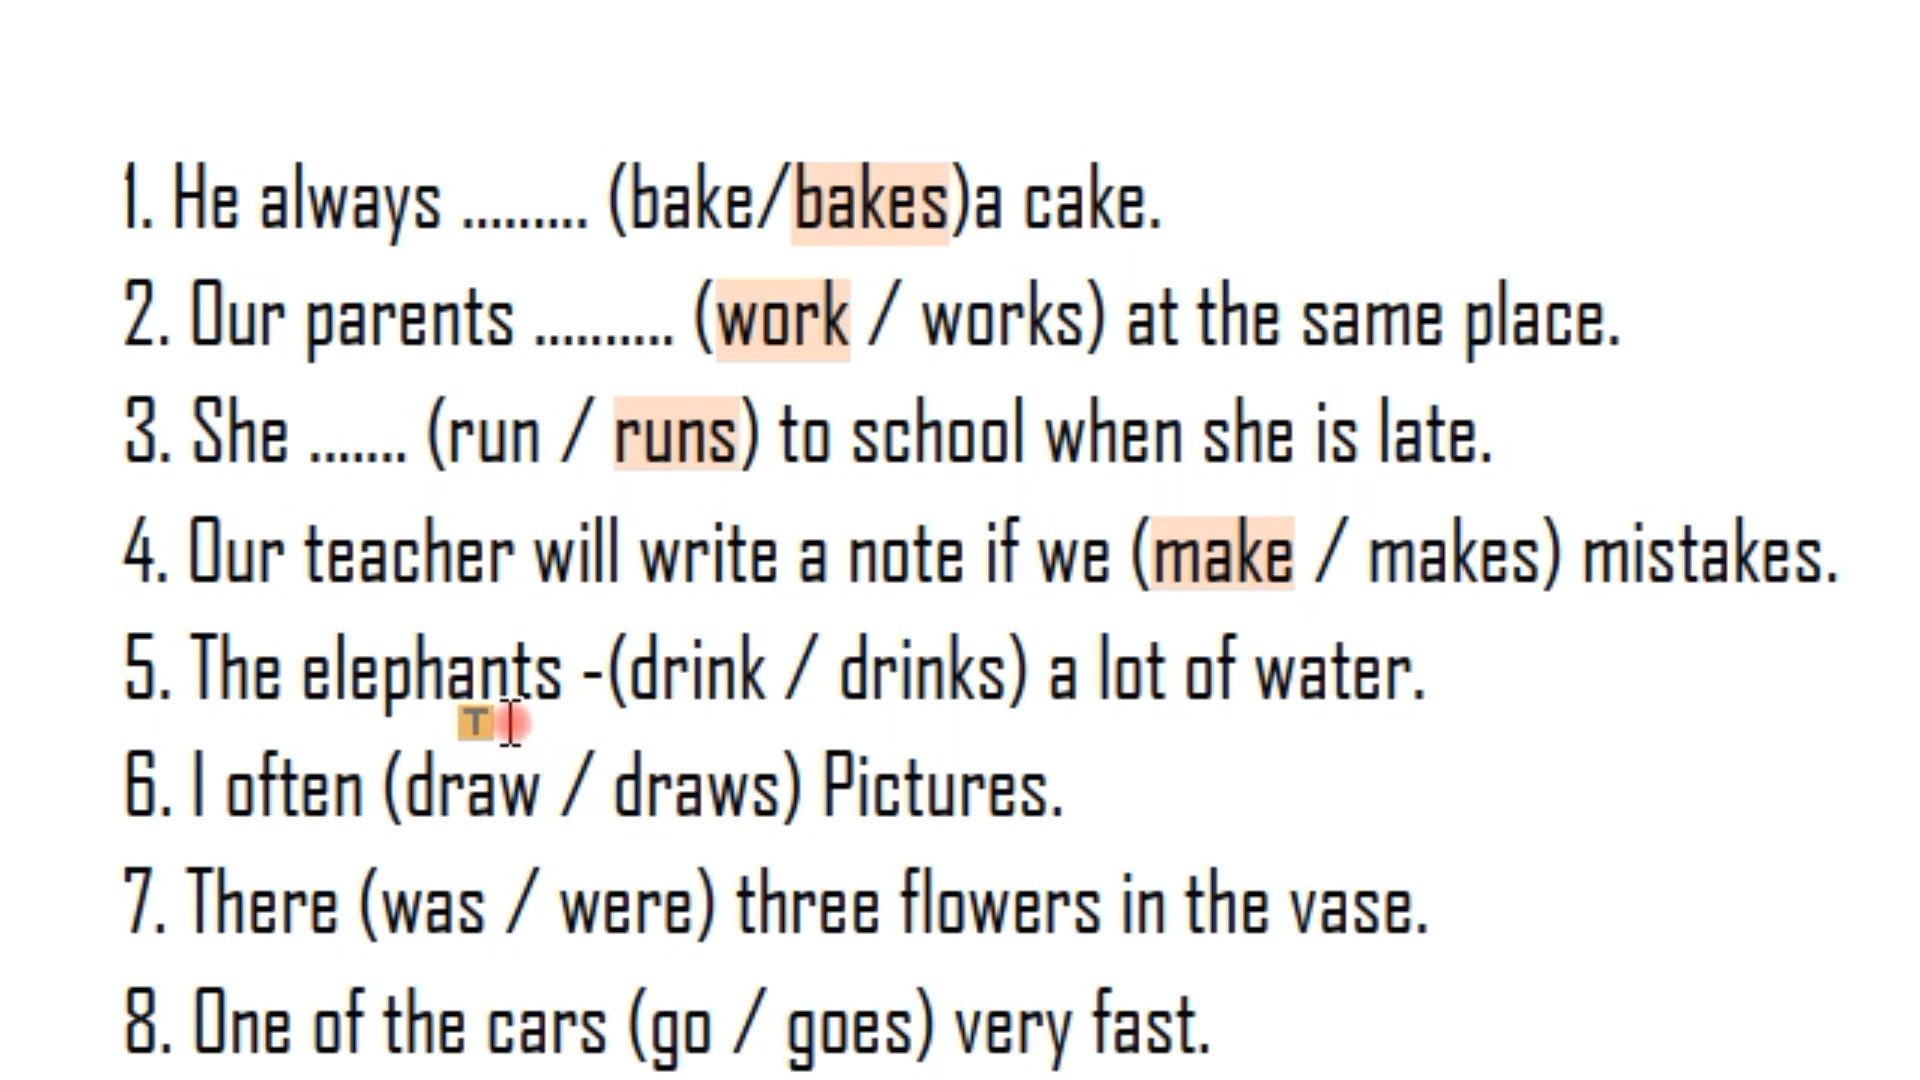 1. He always ......... (bake/bakes)a cake.
2. Our parents .......... (work / works) at the same place.
3. She ....... (run / runs) to school when she is late.
4. Our teacher will write a note if we (make / makes) mistakes.
5. The elephants -(drink / drinks) a lot of water.
T
6. I often (draw / draws) Pictures.
7. There (was / were) three flowers in the vase.
8. One of the cars (go / goes) very fast.